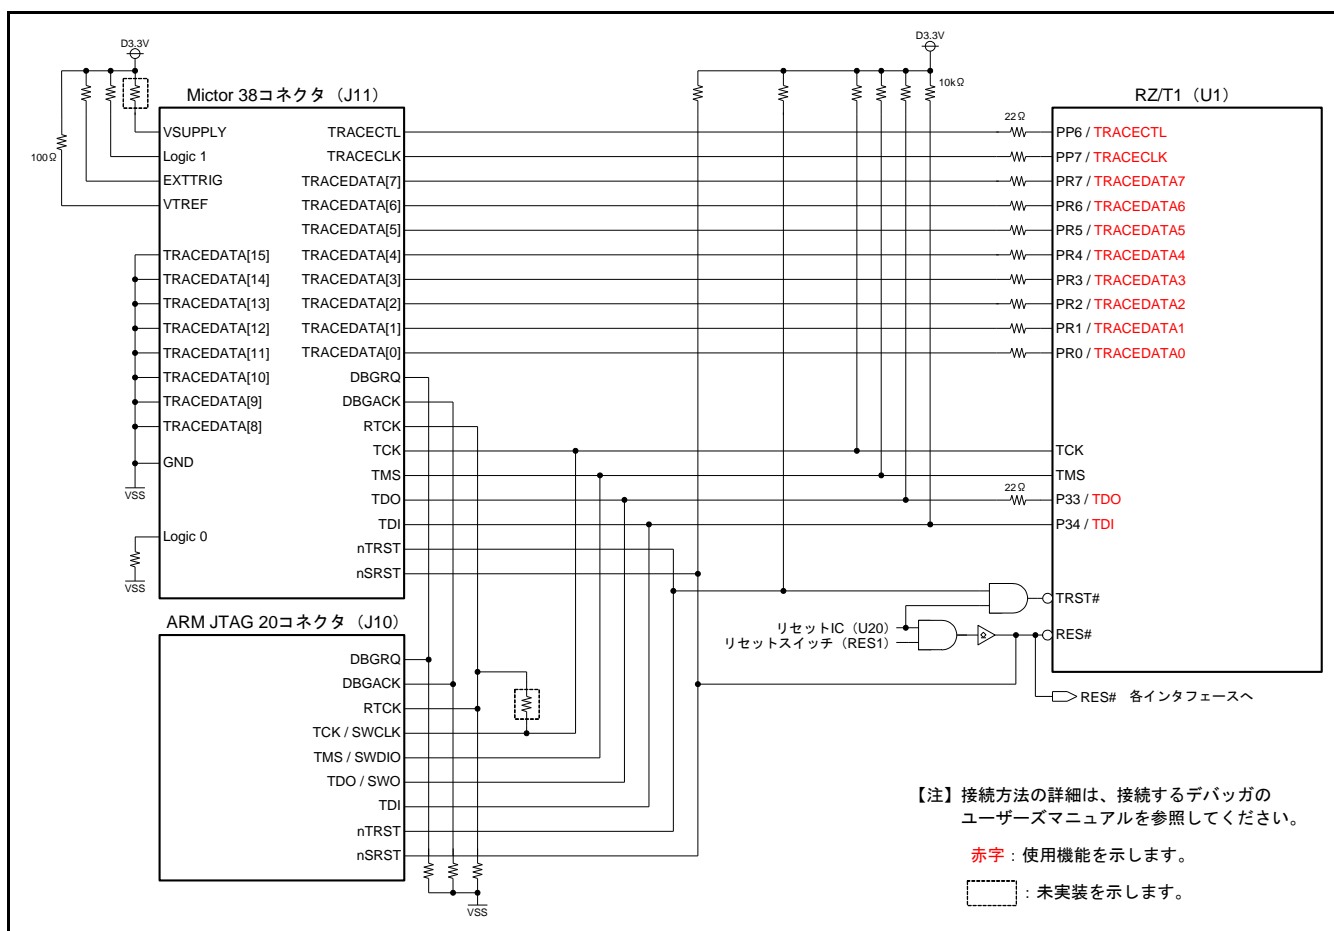 D3.3V
D3.3V
Mictor 38コネクタ（J11）
10kΩ
RZ/T1（U1）
100Ω
VSUPPLY
Logic 1
EXTTRIG
VTREF
TRACEDATA[15]
TRACEDATA[14]
TRACEDATA[13]
TRACEDATA[12]
TRACEDATA[11]
TRACEDATA[10]
TRACEDATA[9]
TRACEDATA[8]
GND
VSS
Logic 0
VSS
TRACECTL
TRACECLK
TRACEDATA[7]
TRACEDATA[6]
TRACEDATA[5]
TRACEDATA[4]
TRACEDATA[3]
TRACEDATA[2]
TRACEDATA[1]
TRACEDATA[0]
DBGRQ
DBGACK
RTCK
TCK
TMS
TDO
TDI
nTRST
nSRST
22Ω
PP6 / TRACECTL
PP7 / TRACECLK
PR7 / TRACEDATA7
PR6 / TRACEDATA6
PR5 / TRACEDATA5
PR4 / TRACEDATA4
PR3 / TRACEDATA3
PR2 / TRACEDATA2
PR1 / TRACEDATA1
PR0 / TRACEDATA0
TCK
TMS
22Ω
P33 / TDO
P34 / TDI
TRST#
RES#
リセットIC（U20）
リセットスイッチ（RES1）
RES# 各インタフェースへ
ARM JTAG 20コネクタ（J10）
DBGRQ
DBGACK
RTCK
TCK / SWCLK
TMS / SWDIO
TDO / SWO
TDI
nTRST
nSRST
VSS
【注】接続方法の詳細は、接続するデバッガの
ユーザーズマニュアルを参照してください。
赤字：使用機能を示します。
：未実装を示します。